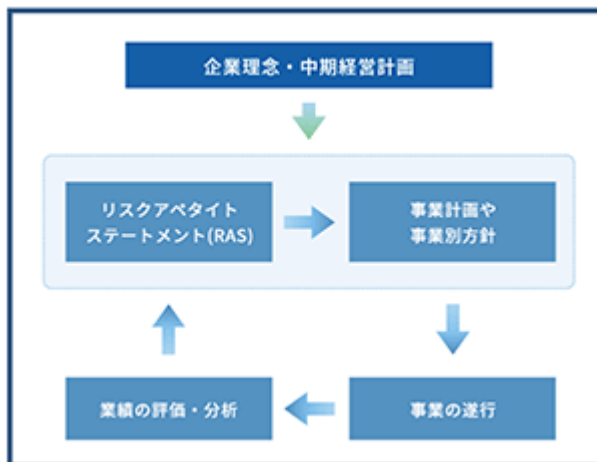 企業理念・中期経営計画
リスクアペタイト
ステートメント(RAS)
事業計画や
事業別方針
業績の評価・分析
事業の遂行